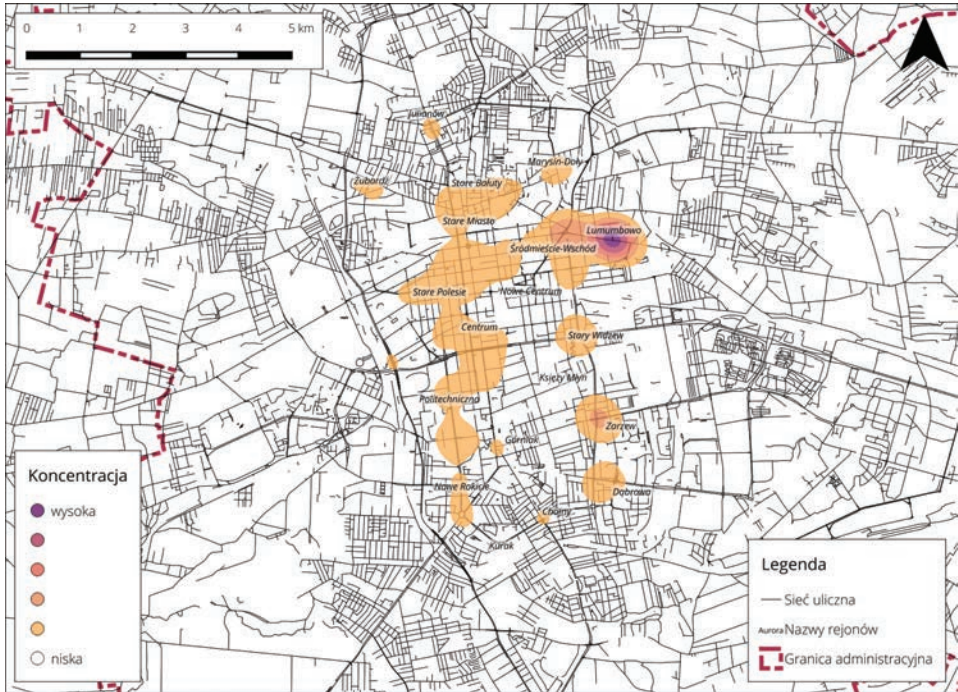 0 1 2 3 4 5 km
Julianów
Marysin-Doły
Żubardź
Stare Bałuty
Stare Miasto
Lumumbowo
Śródmieście-Wschód
Stare Polesie
Nowe Centrum
Centrum
Stary Widzew
Księży Młyn
Politechniczna
Zarzew
Górniak
Nowe Rokicie
Dąbrowa
Chojny
Kurak
Koncentracja
wysoka
niska
Legenda
Sieć uliczna
Aurora Nazwy rejonów
Granica administracyjna